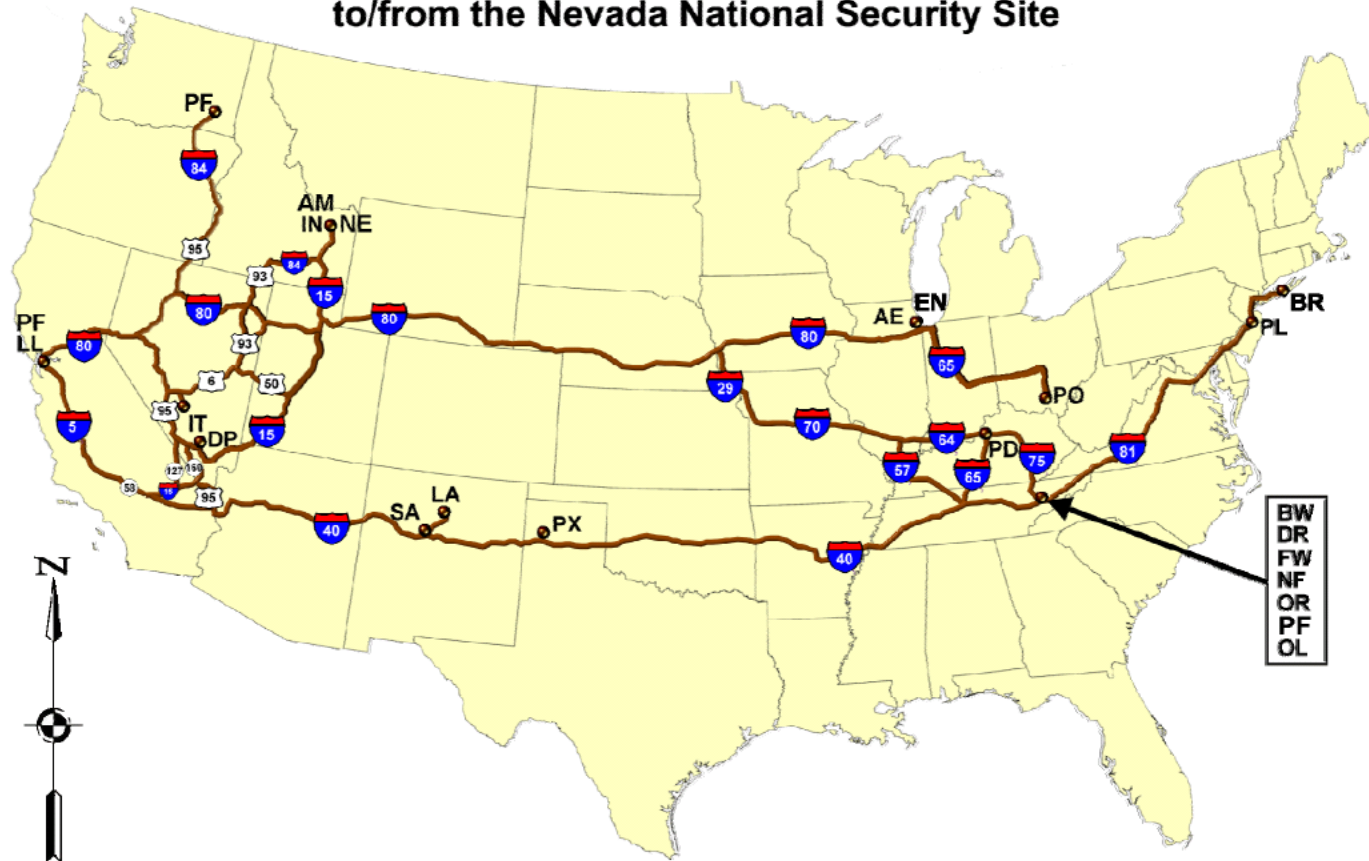 to/from the Nevada National Security Site
PF
84
AM
IN NE
95
93
84
15
80
80
PF
LL
80
93
6
50
95
IT
DP
15
5
127
160
58
15
95
40
SA
LA
PX
40
AE
EN
80
65
29
70
PO
64
PD
57
65
75
81
BR
PL
BW
DR
FW
NF
OR
PF
OL
N